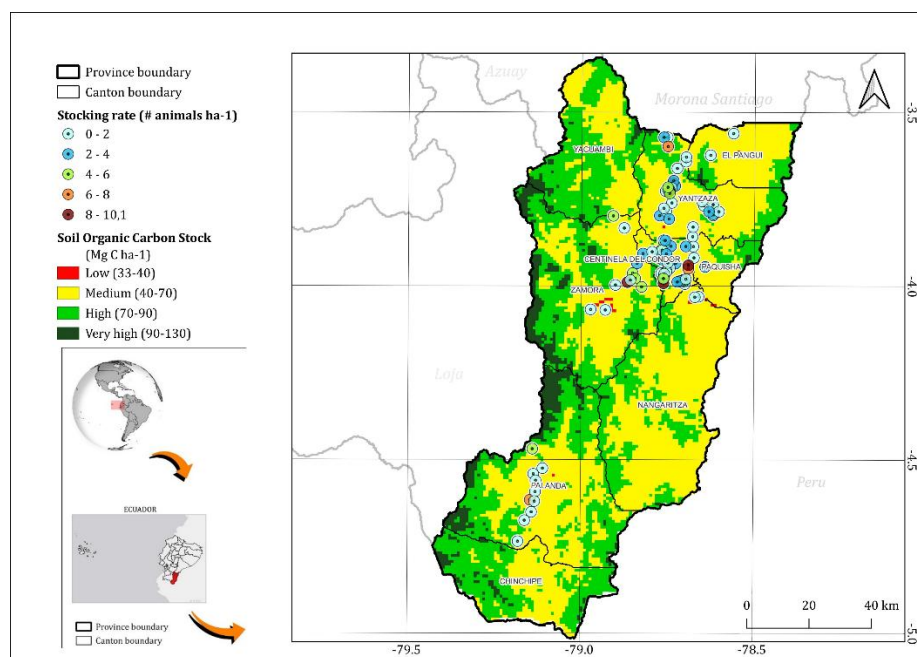 Province boundary
Canton boundary
Stocking rate (# animals ha-1)
0 - 2
2 - 4
4 - 6
6 - 8
8 - 10,1
Soil Organic Carbon Stock
(Mg C ha-1)
Low (33-40)
Medium (40-70)
High (70-90)
Very high (90-130)
ECUADOR
Province boundary
Canton boundary
Azuay
Morona Santiago
YACUAMBI
EL PANGUI
YANTZAZA
CENTINELA DEL CONDOR
PAQUISHA
ZAMORA
Loja
NANGARITZA
PALANDA
Peru
CHINCHIPE
0 20 40 km
-3.5
-4.0
-4.5
-5.0
-79.5 -79.0 -78.5